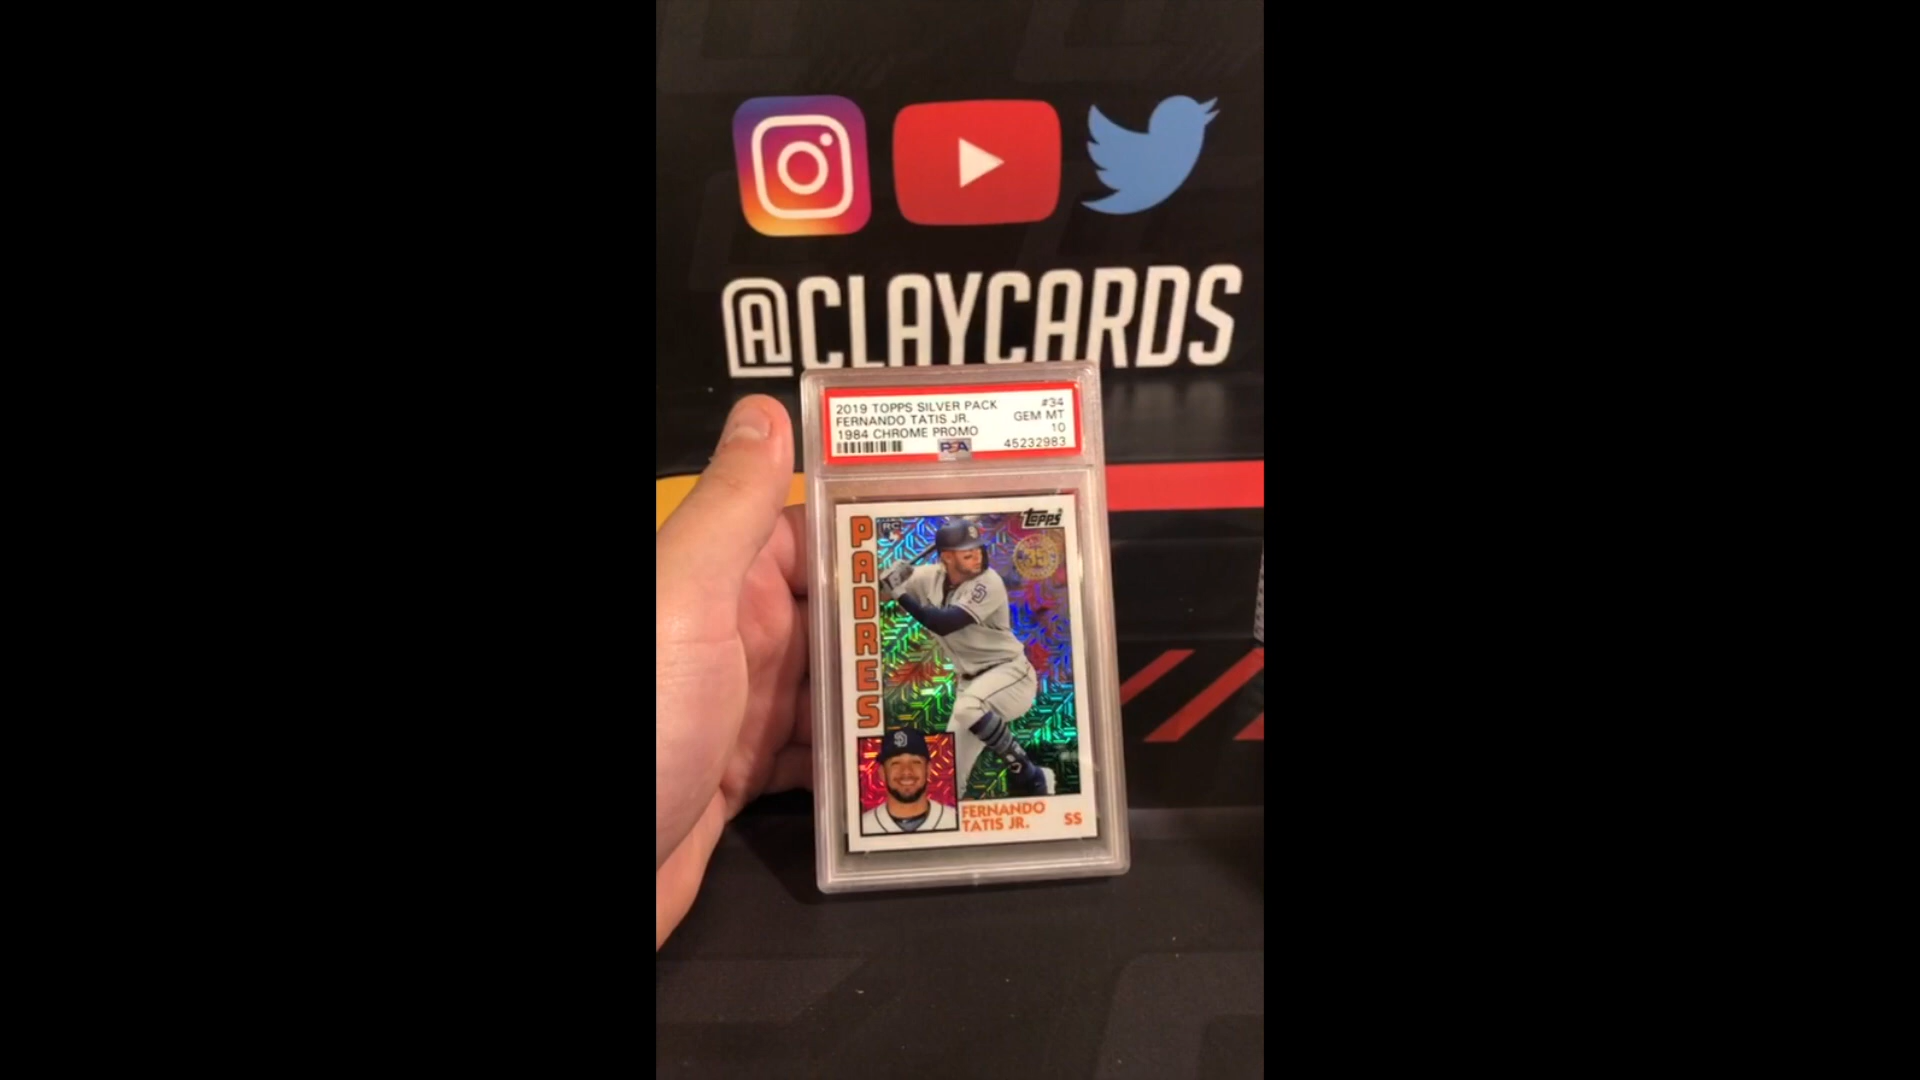 @CLAYCARDS
2019 TOPPS SILVER PACK #34
FERNANDO TATIS JR. GEM MT
1984 CHROME PROMO 10
PSA 45232983
RC
Topps
35
PADRES
FERNANDO
TATIS JR. SS